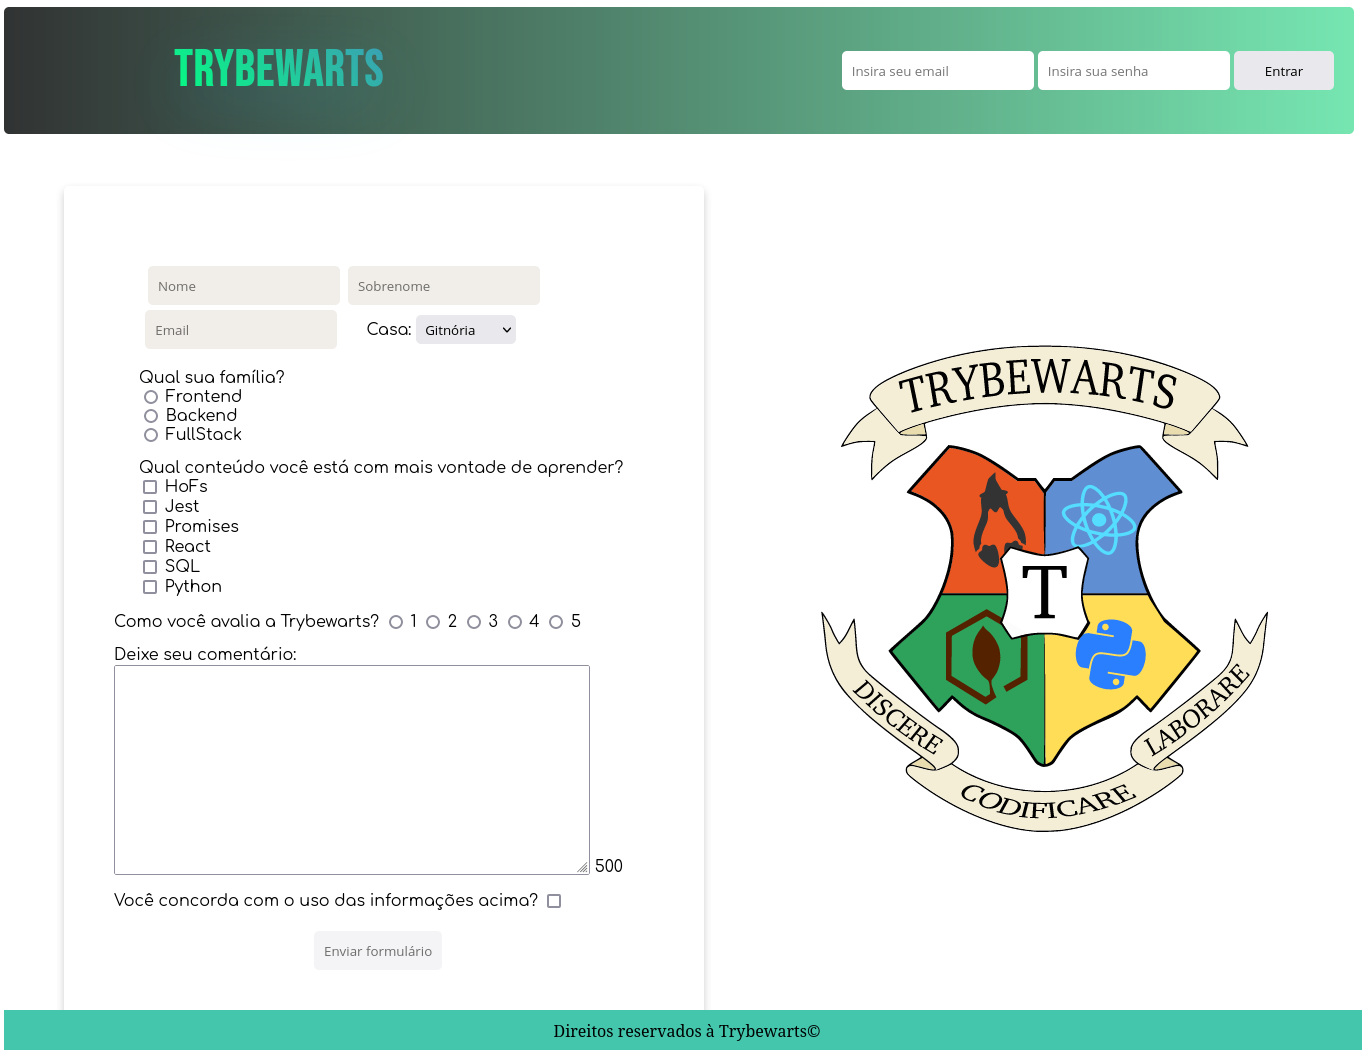 TRYBEWARTS
Insira seu email
Insira sua senha
Entrar
Nome
Sobrenome
Email
Casa: Gitnória
Qual sua família?
Frontend
Backend
FullStack
Qual conteúdo você está com mais vontade de aprender?
HoFs
Jest
Promises
React
SQL
Python
Como você avalia a Trybewarts? 1 2 3 4 5
Deixe seu comentário:
500
Você concorda com o uso das informações acima?
Enviar formulário
TRYBEWARTS
T
DISCERE
CODIFICARE
LABORARE
Direitos reservados à Trybewarts©